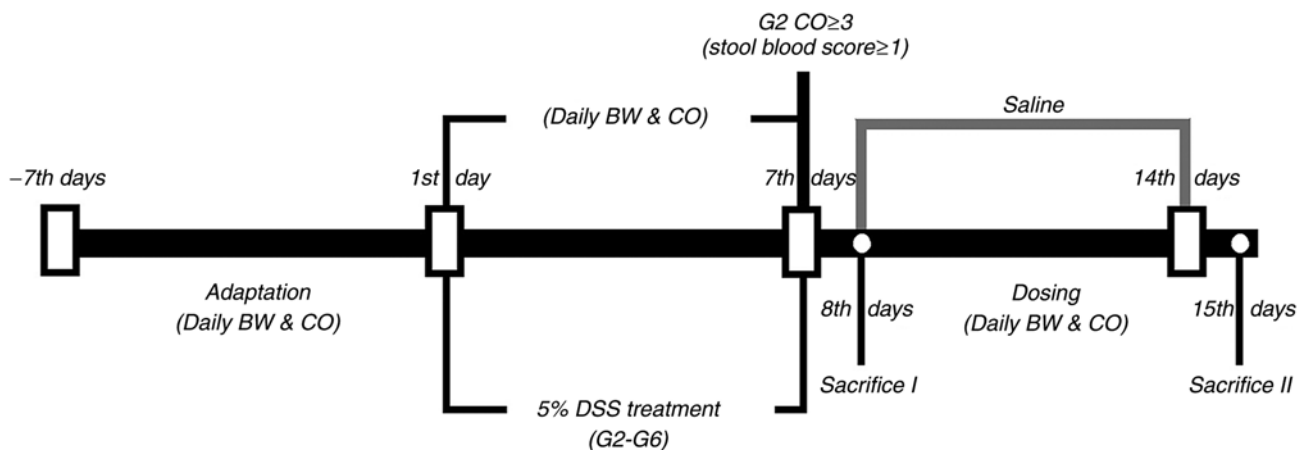 G2 CO≥3
(stool blood score≥1)
(Daily BW & CO)
Saline
–7th days
1st day
7th days
14th days
Adaptation
(Daily BW & CO)
8th days
Dosing
(Daily BW & CO)
15th days
Sacrifice I
Sacrifice II
5% DSS treatment
(G2-G6)